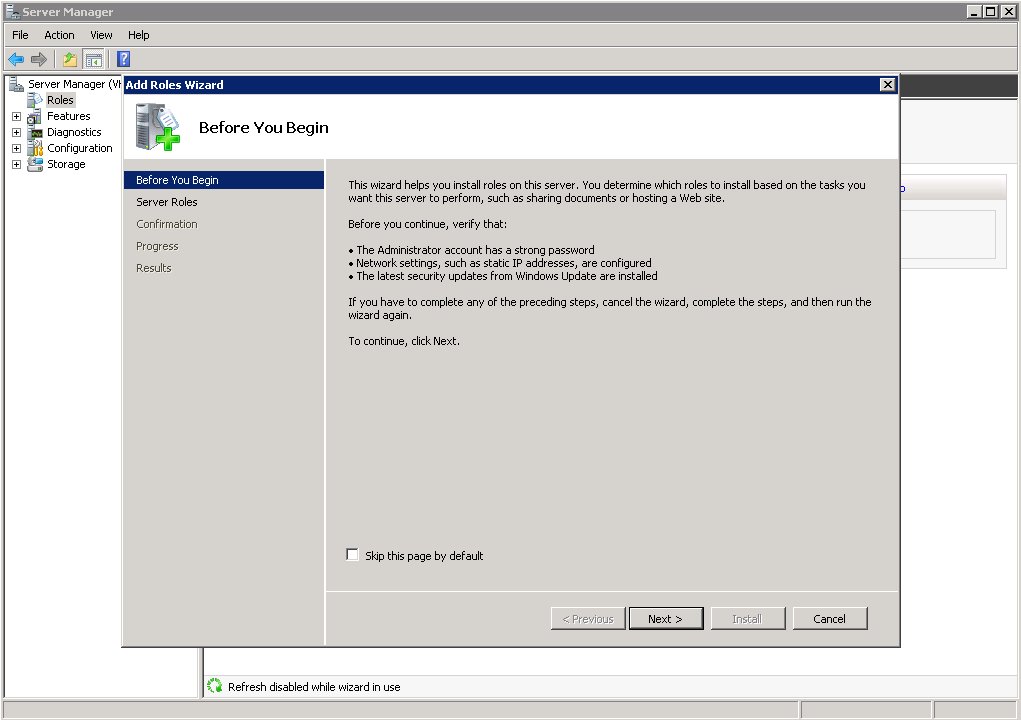 Server Manager
File Action View Help
Server Manager (
Roles
Features
Diagnostics
Configuration
Storage
Add Roles Wizard
Before You Begin
Before You Begin
Server Roles
Confirmation
Progress
Results
This wizard helps you install roles on this server. You determine which roles to install based on the tasks you
want this server to perform, such as sharing documents or hosting a Web site.
Before you continue, verify that:
• The Administrator account has a strong password
• Network settings, such as static IP addresses, are configured
• The latest security updates from Windows Update are installed
If you have to complete any of the preceding steps, cancel the wizard, complete the steps, and then run the
wizard again.
To continue, click Next.
Skip this page by default
< Previous Next > Install Cancel
Refresh disabled while wizard in use